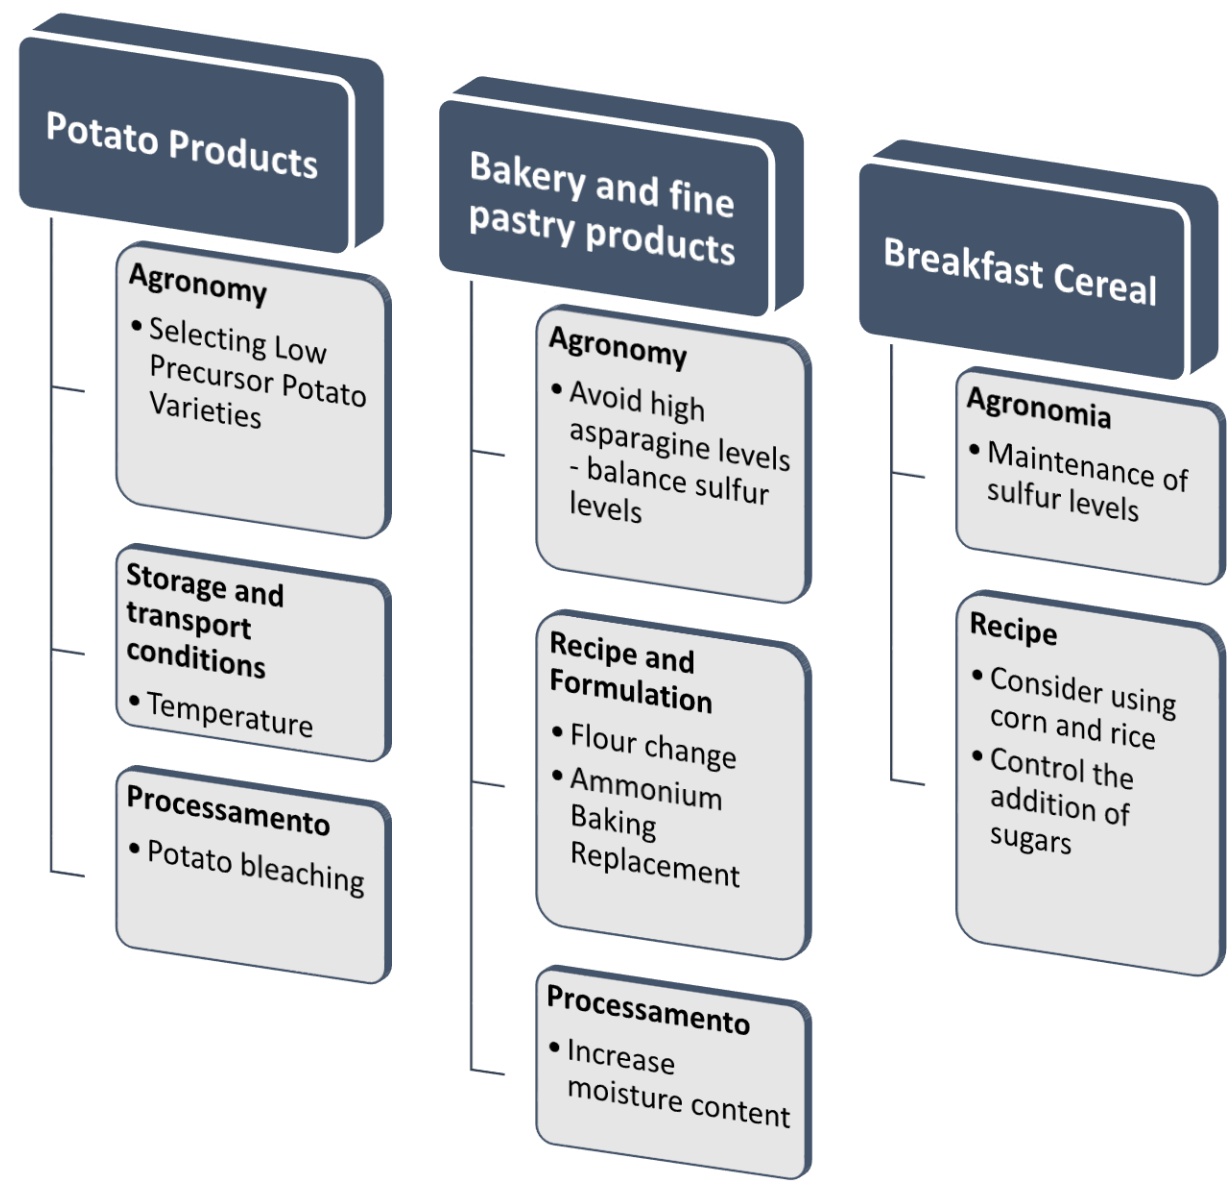 Potato Products
Agronomy
• Selecting Low
Precursor Potato
Varieties
Storage and
transport
conditions
• Temperature
Processamento
• Potato bleaching
Bakery and fine
pastry products
Agronomy
• Avoid high
asparagine levels
- balance sulfur
levels
Recipe and
Formulation
• Flour change
• Ammonium
Baking
Replacement
Processamento
• Increase
moisture content
Breakfast Cereal
Agronomia
• Maintenance of
sulfur levels
Recipe
• Consider using
corn and rice
• Control the
addition of
sugars